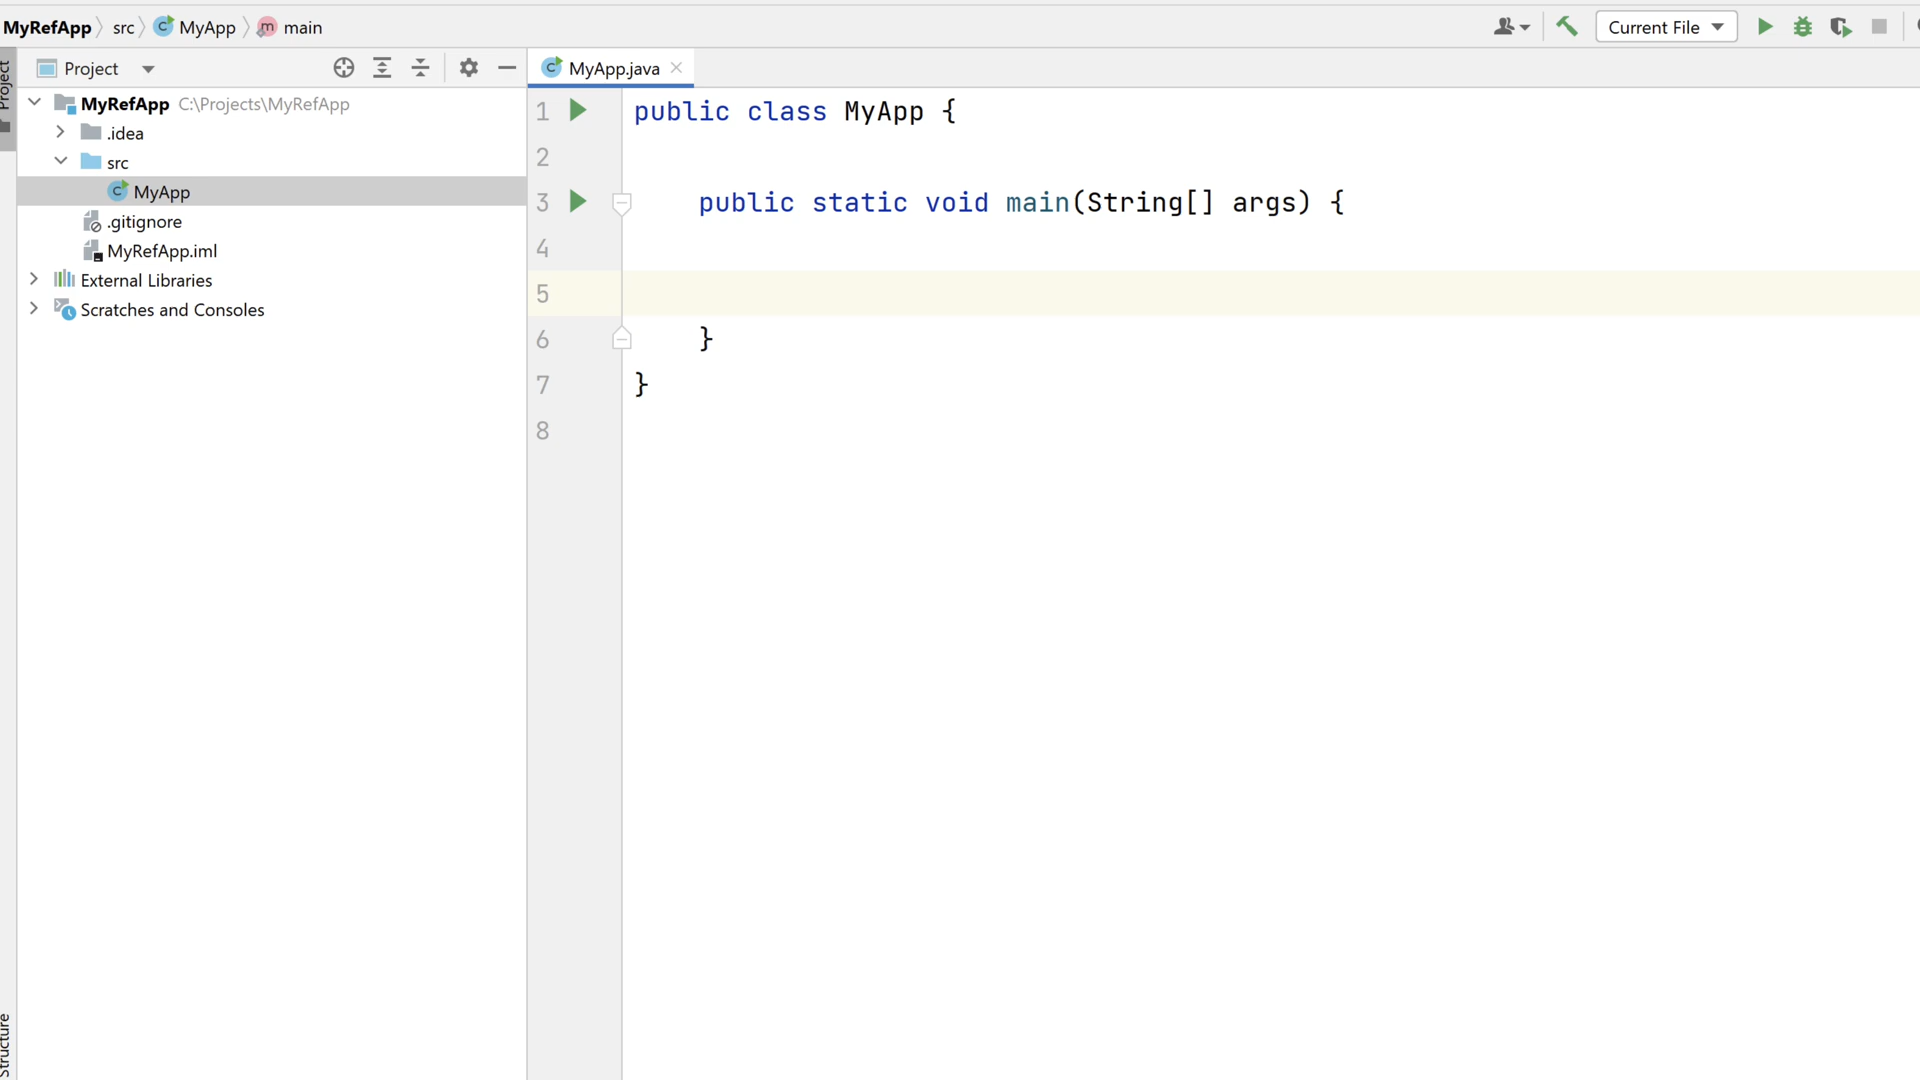 MyRefApp src MyApp main
Current File
Project
MyApp.java
Project
MyRefApp C:\Projects\MyRefApp
.idea
src
MyApp
.gitignore
MyRefApp.iml
External Libraries
Scratches and Consoles
1 public class MyApp {
2
3 public static void main(String[] args) {
4
5
6 }
7 }
8
Structure